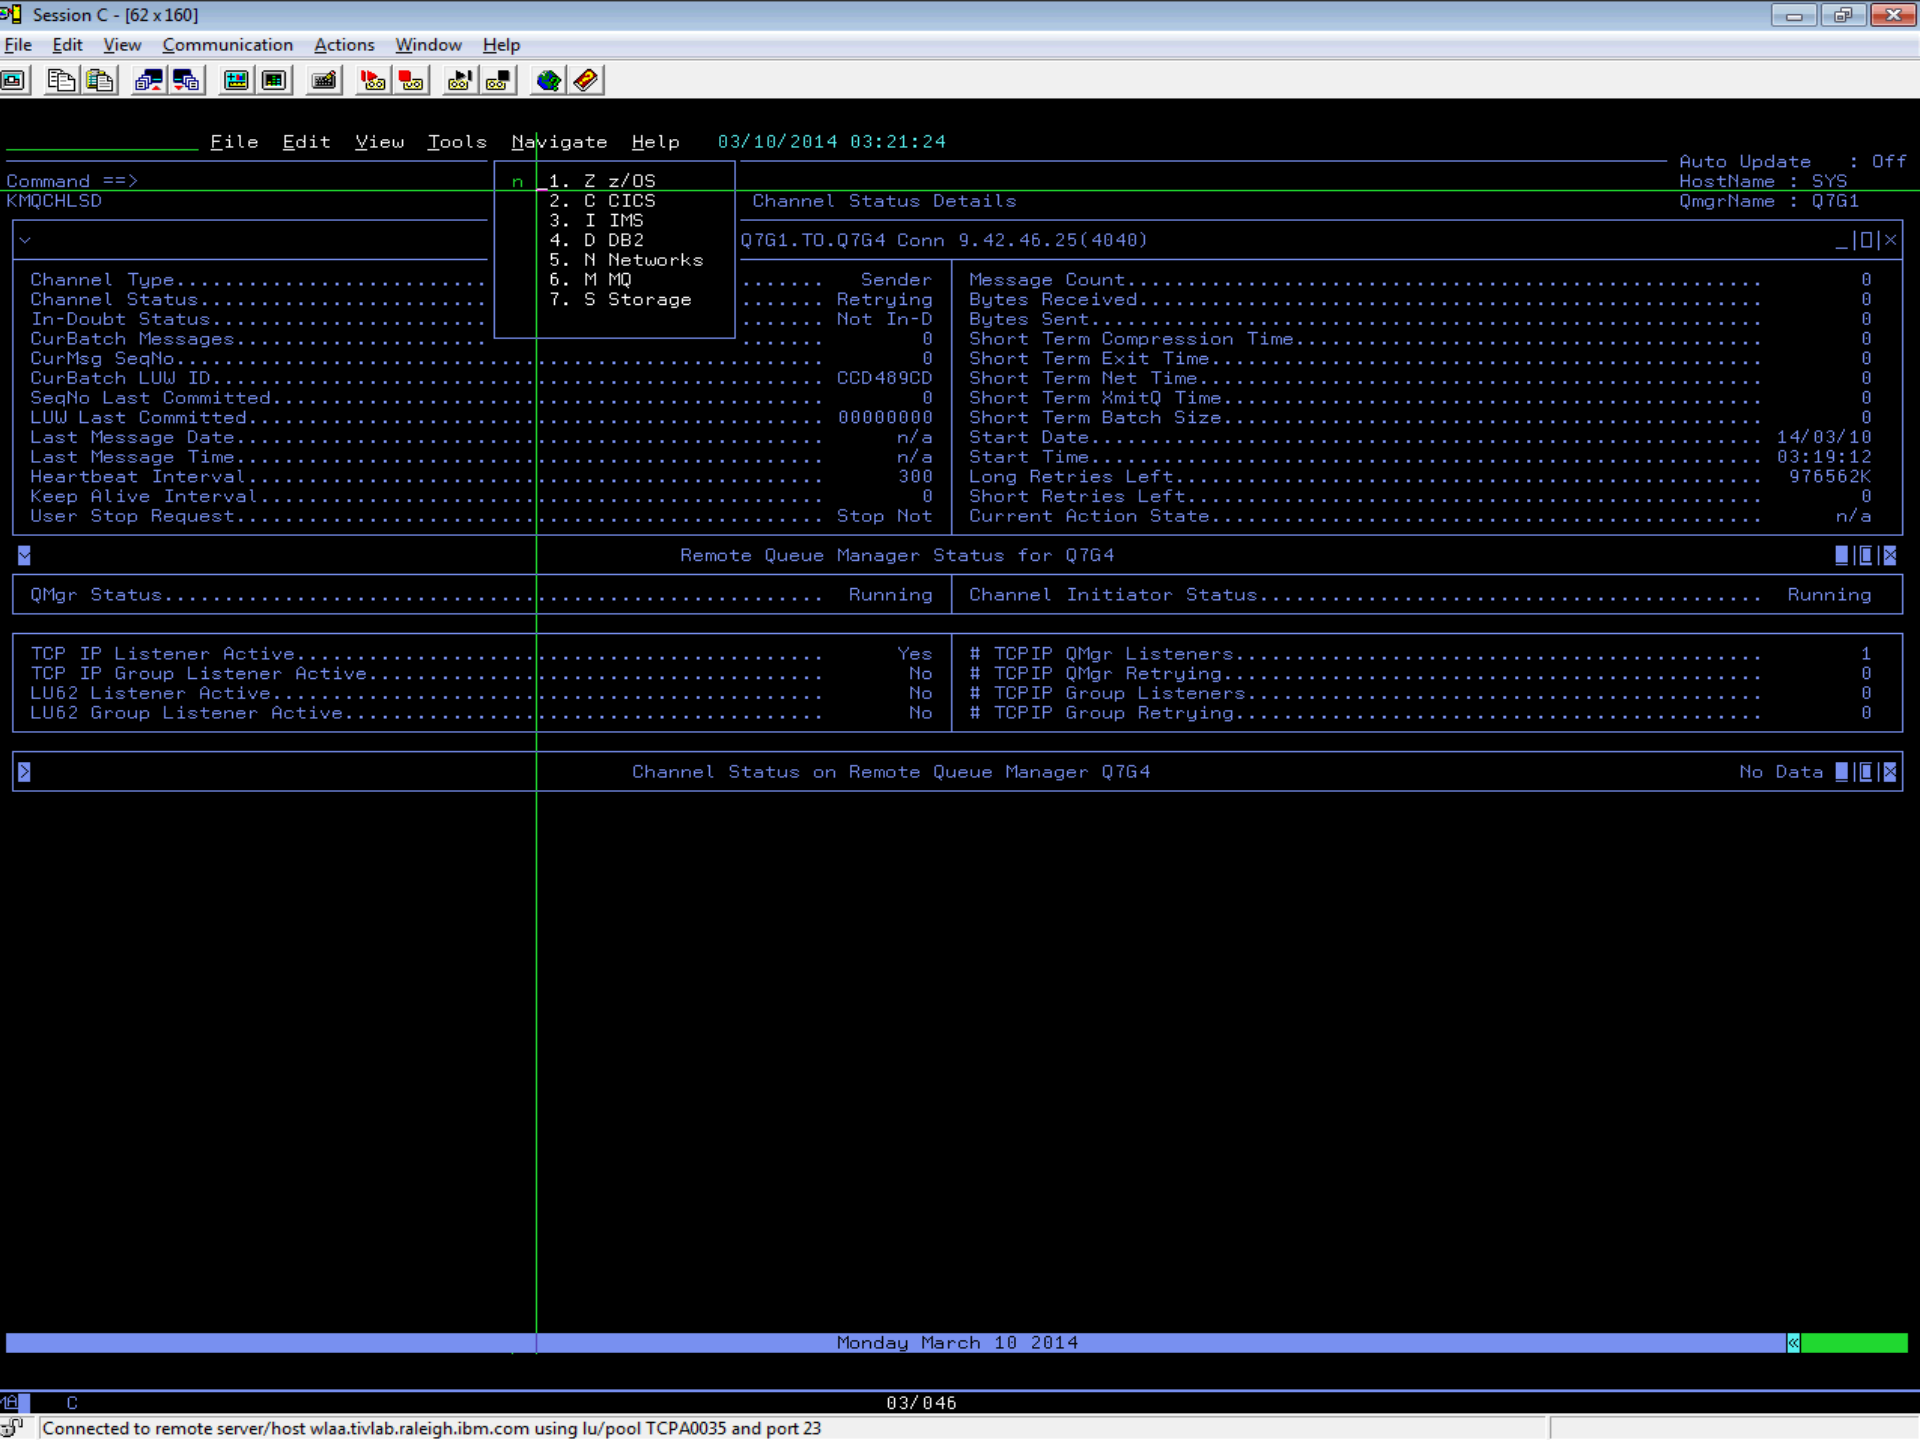 Session C - [62 x 160]
File Edit View Communication Actions Window Help
File Edit View Tools Navigate Help 03/10/2014 03:21:24
Auto Update : Off
Command ==> n _1. Z z/OS HostName : SYS
KMQCHLSD 2. C CICS Channel Status Details QmgrName : Q7G1
3. I IMS
4. D DB2 Q7G1.TO.Q7G4 Conn 9.42.46.25(4040) _|□|×
5. N Networks
Channel Type.......................... 6. M MQ ....... Sender Message Count..................................................... 0
Channel Status........................ 7. S Storage ....... Retrying Bytes Received.................................................... 0
In-Doubt Status....................... ....... Not In-D Bytes Sent........................................................ 0
CurBatch Messages..................... ....... 0 Short Term Compression Time....................................... 0
CurMsg SeqNo...................................................... 0 Short Term Exit Time.............................................. 0
CurBatch LUW ID................................................... CCD489CD Short Term Net Time............................................... 0
SeqNo Last Committed.............................................. 0 Short Term XmitQ Time............................................. 0
LUW Last Committed................................................ 00000000 Short Term Batch Size............................................. 0
Last Message Date................................................. n/a Start Date........................................................ 14/03/10
Last Message Time................................................. n/a Start Time........................................................ 03:19:12
Heartbeat Interval................................................ 300 Long Retries Left................................................. 976562K
Keep Alive Interval............................................... 0 Short Retries Left................................................ 0
User Stop Request................................................. Stop Not Current Action State.............................................. n/a
Remote Queue Manager Status for Q7G4
QMgr Status....................................................... Running Channel Initiator Status.......................................... Running
TCP IP Listener Active............................................ Yes # TCPIP QMgr Listeners............................................ 1
TCP IP Group Listener Active...................................... No # TCPIP QMgr Retrying............................................. 0
LU62 Listener Active.............................................. No # TCPIP Group Listeners........................................... 0
LU62 Group Listener Active........................................ No # TCPIP Group Retrying............................................ 0
> Channel Status on Remote Queue Manager Q7G4 No Data
Monday March 10 2014 «
C 03/046
Connected to remote server/host wlaa.tivlab.raleigh.ibm.com using lu/pool TCPA0035 and port 23